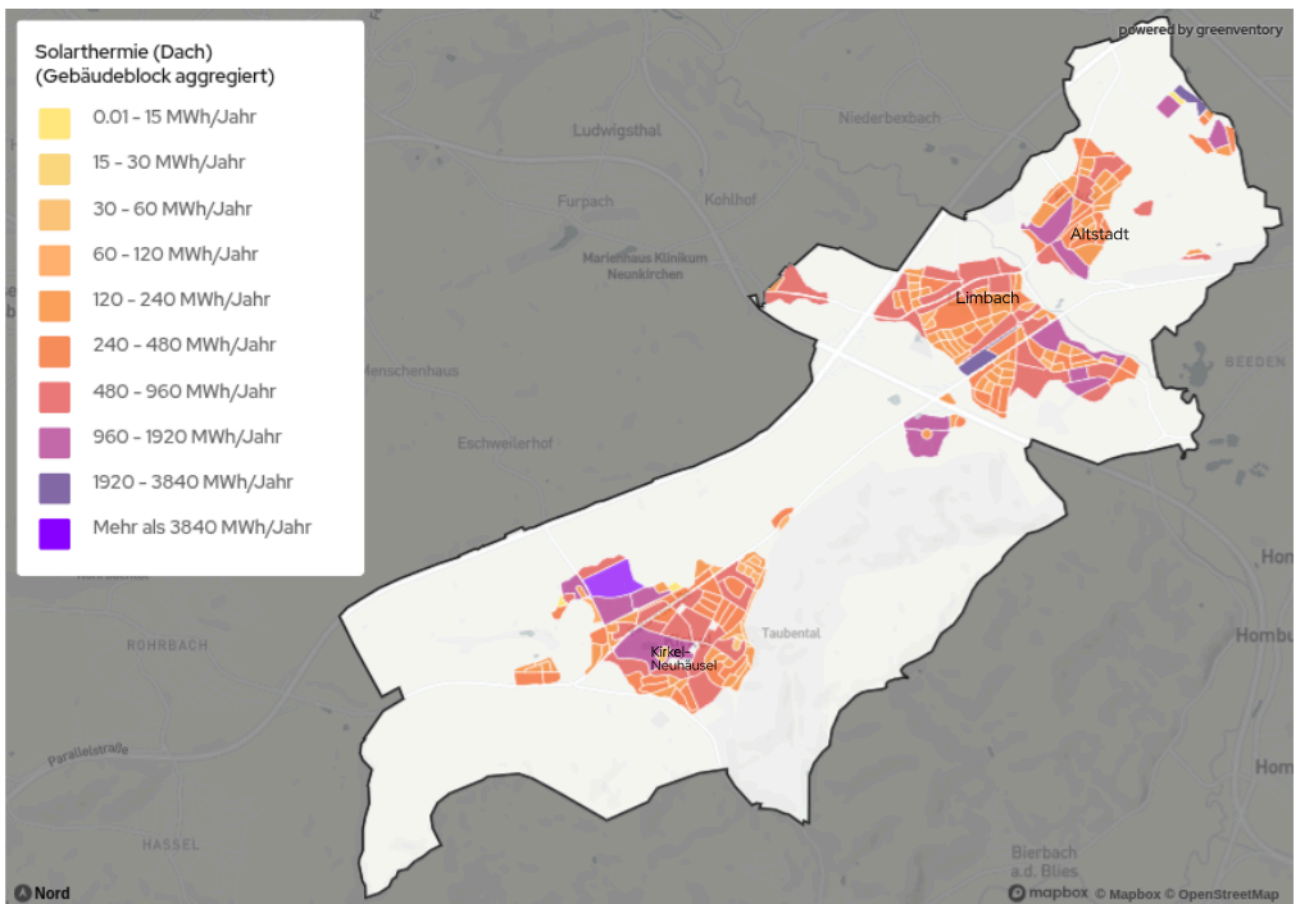 Solarthermie (Dach)
(Gebäudeblock aggregiert)
0.01 - 15 MWh/Jahr
15 - 30 MWh/Jahr
30 - 60 MWh/Jahr
60 - 120 MWh/Jahr
120 - 240 MWh/Jahr
240 - 480 MWh/Jahr
480 - 960 MWh/Jahr
960 - 1920 MWh/Jahr
1920 - 3840 MWh/Jahr
Mehr als 3840 MWh/Jahr
powered by greenventory
Niederbexbach
Ludwigsthal
Furpach
Kohlhof
Altstadt
Marienhaus Klinikum
Neunkirchen
Limbach
BEEDEN
Menschenhaus
Eschweilerhof
Hon
Taubental
Hombu
ROHRBACH
Kirkel-
Neuhäusel
Parallelstraße
Hom
HASSEL
Bierbach
a.d. Blies
A Nord
mapbox © Mapbox © OpenStreetMap